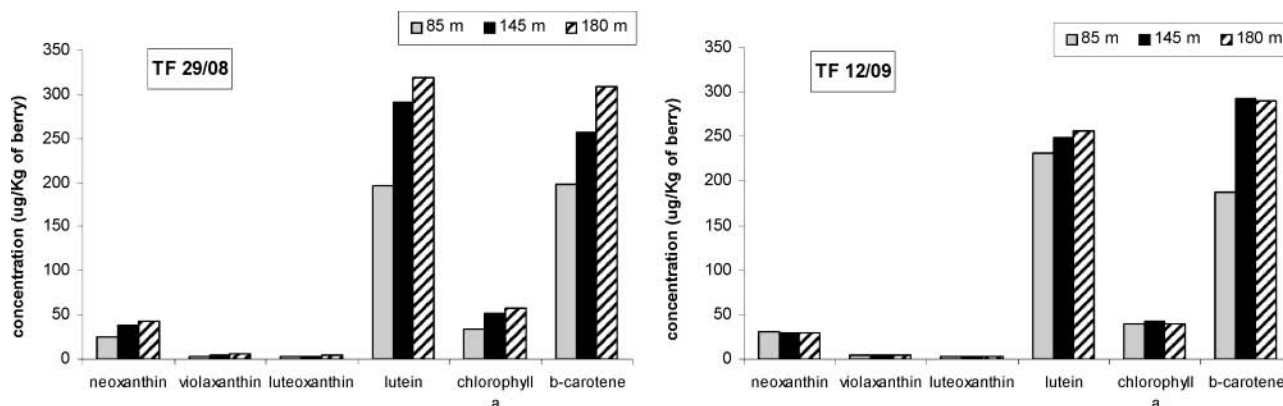 85 m 145 m 180 m
TF 29/08
concentration (ug/Kg of berry)
350
300
250
200
150
100
50
0
neoxanthin violaxanthin luteoxanthin lutein chlorophyll b-carotene
a
85 m 145 m 180 m
TF 12/09
concentration (ug/Kg of berry)
350
300
250
200
150
100
50
0
neoxanthin violaxanthin luteoxanthin lutein chlorophyll b-carotene
a